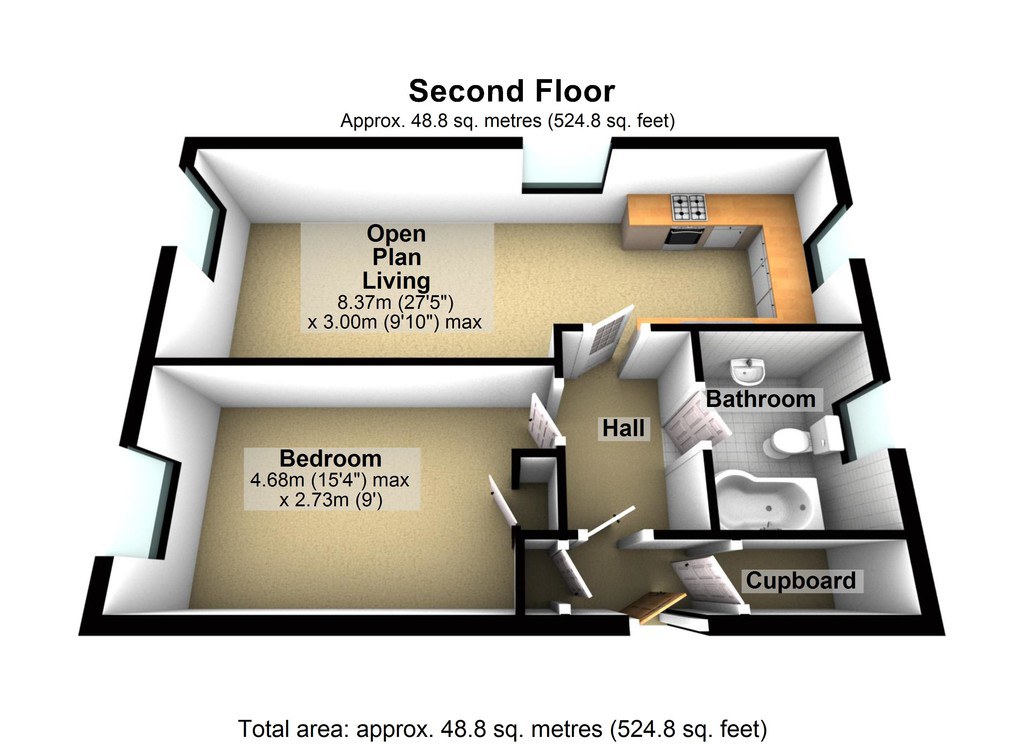 Second Floor
Approx. 48.8 sq. metres (524.8 sq. feet)
Open
Plan
Living
8.37m (27'5")
x 3.00m (9'10") max
Bathroom
Hall
Bedroom
4.68m (15'4") max
x 2.73m (9')
Cupboard
Total area: approx. 48.8 sq. metres (524.8 sq. feet)